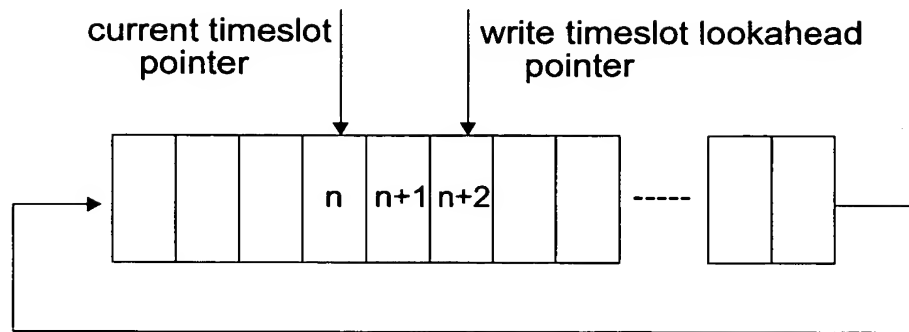 current timeslot
pointer
write timeslot lookahead
pointer
n
n+1
n+2